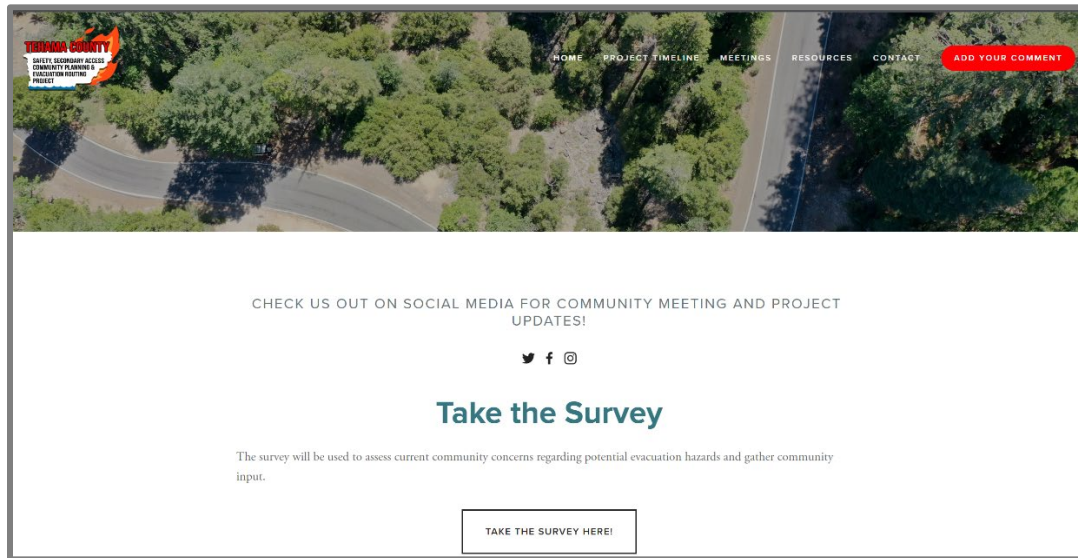 TEHAMA COUNTY
SAFETY, SECONDARY ACCESS
COMMUNITY PLANNING &
EVACUATION ROUTING
PROJECT
HOME PROJECT TIMELINE MEETINGS RESOURCES CONTACT ADD YOUR COMMENT
CHECK US OUT ON SOCIAL MEDIA FOR COMMUNITY MEETING AND PROJECT
UPDATES!
Take the Survey
The survey will be used to assess current community concerns regarding potential evacuation hazards and gather community
input.
TAKE THE SURVEY HERE!